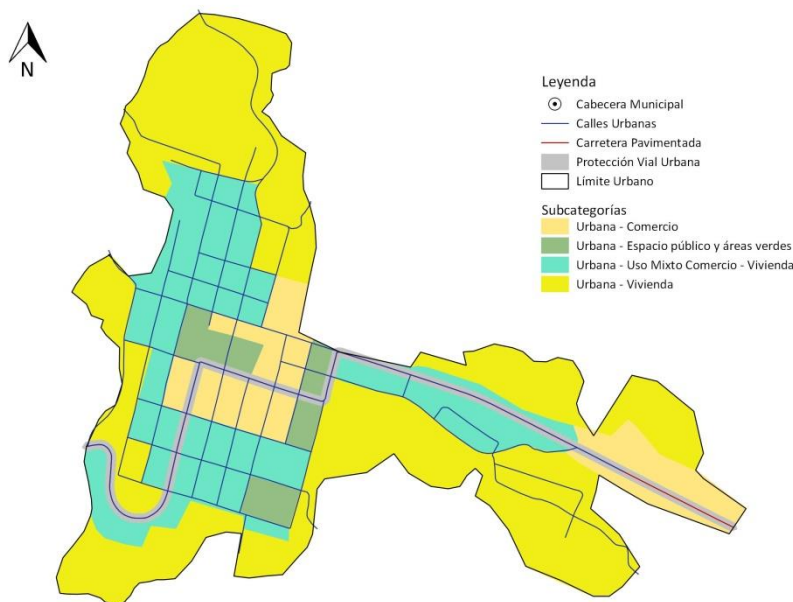 N
Leyenda
Cabecera Municipal
Calles Urbanas
Carretera Pavimentada
Protección Vial Urbana
Límite Urbano
Subcategorías
Urbana - Comercio
Urbana - Espacio público y áreas verdes
Urbana - Uso Mixto Comercio - Vivienda
Urbana - Vivienda